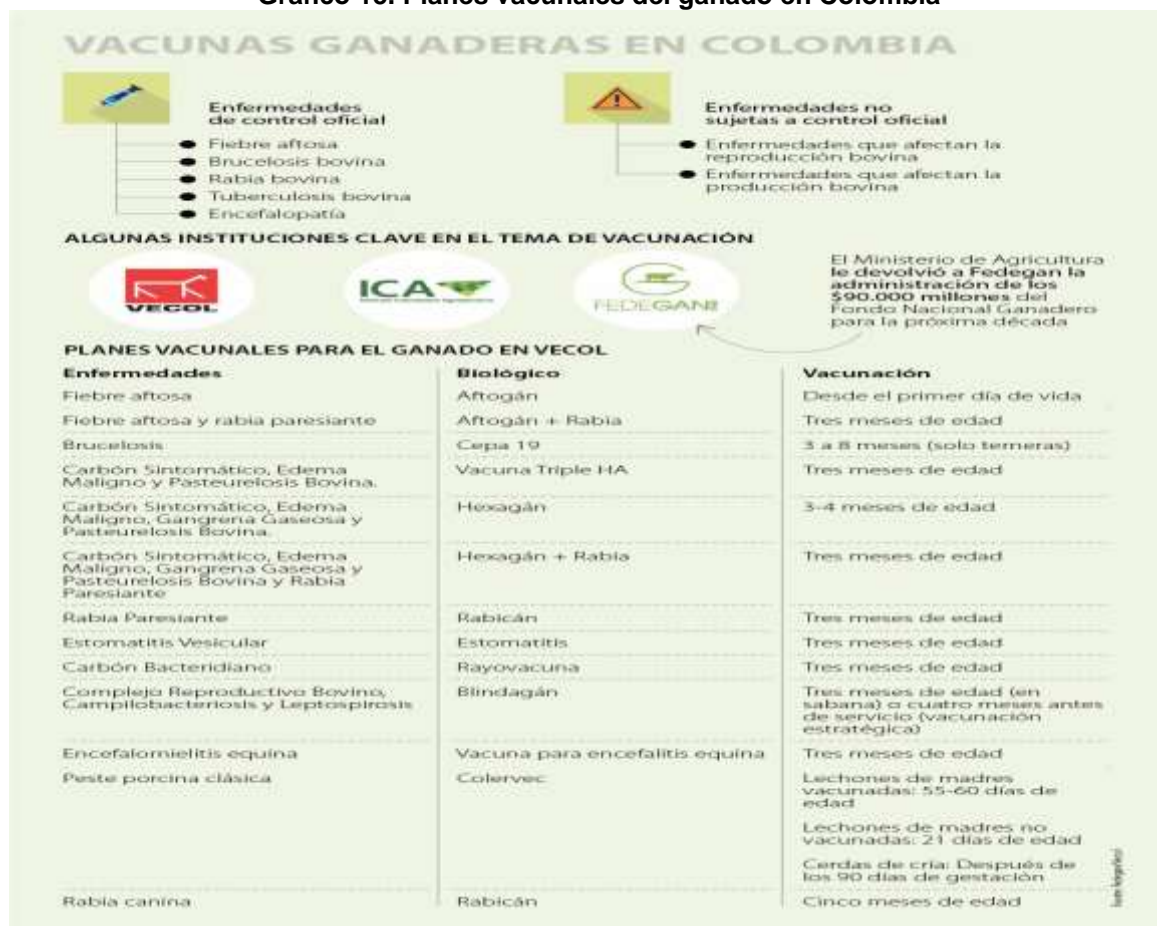 Gráfico 10. Planes vacunales del ganado en Colombia
VACUNAS GANADERAS EN COLOMBIA
Enfermedades
de control oficial
Fiebre aftosa
Brucelosis bovina
Rabia bovina
Tuberculosis bovina
Encefalopatía
Enfermedades no
sujetas a control oficial
Enfermedades que afectan la
reproducción bovina
Enfermedades que afectan la
producción bovina
ALGUNAS INSTITUCIONES CLAVE EN EL TEMA DE VACUNACIÓN
VECOL
ICA
FEDEGAN
El Ministerio de Agricultura
le devolvió a Fedegan la
administración de los
$90.000 millones del
Fondo Nacional Ganadero
para la próxima década
PLANES VACUNALES PARA EL GANADO EN VECOL
Enfermedades Biológico Vacunación
Fiebre aftosa Aftogán Desde el primer día de vida
Fiebre aftosa y rabia paresiante Aftogán + Rabia Tres meses de edad
Brucelosis Cepa 19 3 a 8 meses (solo terneras)
Carbón Sintomático, Edema Vacuna Triple HA Tres meses de edad
Maligno y Pasteurelosis Bovina.
Carbón Sintomático, Edema Hexagán 3-4 meses de edad
Maligno, Gangrena Gaseosa y
Pasteurelosis Bovina.
Carbón Sintomático, Edema Hexagán + Rabia Tres meses de edad
Maligno, Gangrena Gaseosa y
Pasteurelosis Bovina y Rabia
Paresiante
Rabia Paresiante Rabicán Tres meses de edad
Estomatitis Vesicular Estomatitis Tres meses de edad
Carbón Bacteridiano Rayovacuna Tres meses de edad
Complejo Reproductivo Bovino, Blindagán Tres meses de edad (en
Campilobacteriosis y Leptospirosis sabana) o cuatro meses antes
de servicio (vacunación
estratégica)
Encefalomielitis equina Vacuna para encefalitis equina Tres meses de edad
Peste porcina clásica Colervec Lechones de madres
vacunadas: 55-60 días de
edad
Lechones de madres no
vacunadas: 21 días de edad
Cerdas de cría: Después de
los 90 días de gestación
Rabia canina Rabicán Cinco meses de edad